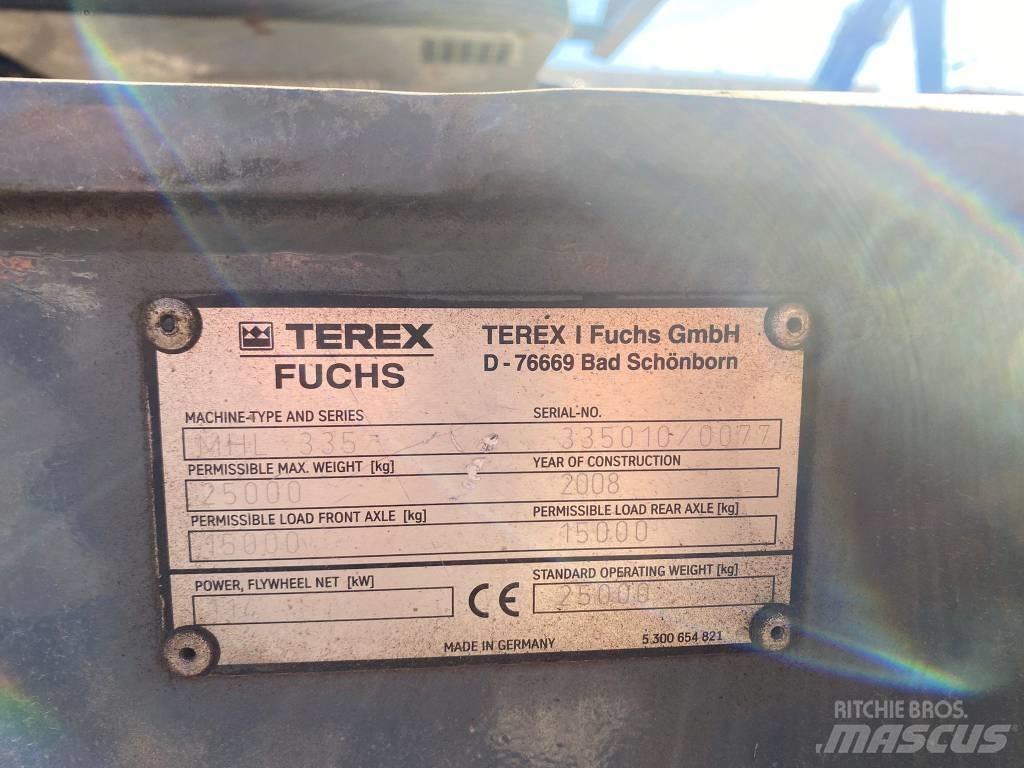 TEREX
FUCHS
TEREX I Fuchs GmbH
D - 76669 Bad Schönborn
MACHINE-TYPE AND SERIES
SERIAL-NO.
MHL 335
335010/0077
PERMISSIBLE MAX. WEIGHT [kg]
YEAR OF CONSTRUCTION
25000
2008
PERMISSIBLE LOAD FRONT AXLE [kg]
PERMISSIBLE LOAD REAR AXLE [kg]
15000
15000
POWER, FLYWHEEL NET [kW]
STANDARD OPERATING WEIGHT [kg]
114
CE
25000
MADE IN GERMANY
5 300 654 821
RITCHIE BROS.
MASCUS